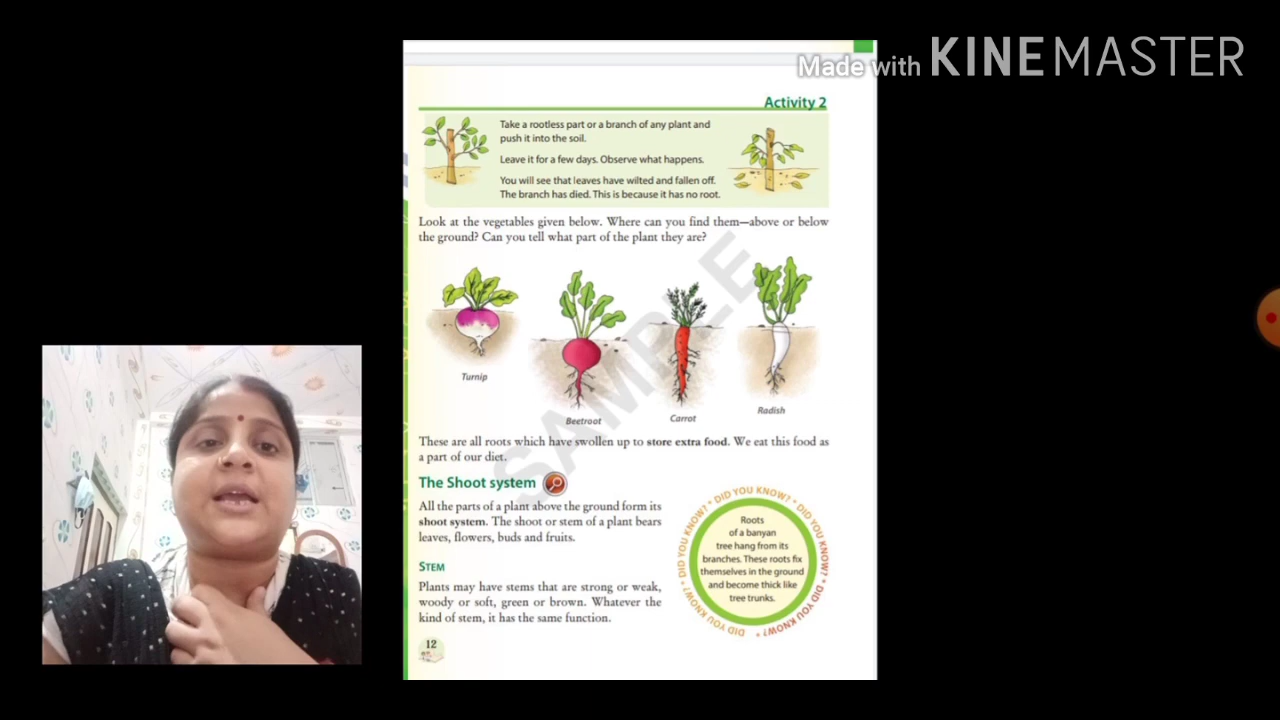 Made with KINEMASTER
Activity 2
Take a rootless part or a branch of any plant and
push it into the soil.
Leave it for a few days. Observe what happens.
You will see that leaves have wilted and fallen off.
The branch has died. This is because it has no root.
Look at the vegetables given below. Where can you find them—above or below
the ground? Can you tell what part of the plant they are?
SAMPLE
Turnip
Beetroot
Carrot
Radish
These are all roots which have swollen up to store extra food. We eat this food as
a part of our diet.
The Shoot system
All the parts of a plant above the ground form its
shoot system. The shoot or stem of a plant bears
leaves, flowers, buds and fruits.
STEM
Plants may have stems that are strong or weak,
woody or soft, green or brown. Whatever the
kind of stem, it has the same function.
DID YOU KNOW? * DID YOU KNOW? * DID YOU KNOW? * DID YOU KNOW? * DID YOU KNOW? *
Roots
of a banyan
tree hang from its
branches. These roots fix
themselves in the ground
and become thick like
tree trunks.
12